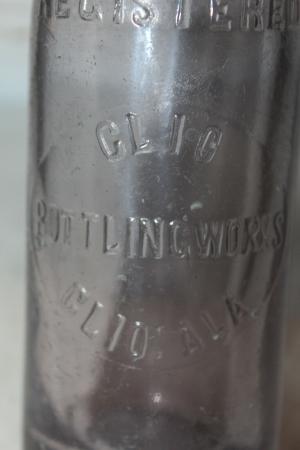 REGISTERED
CLIO
BOTTLING WORKS
CLIO, ALA.